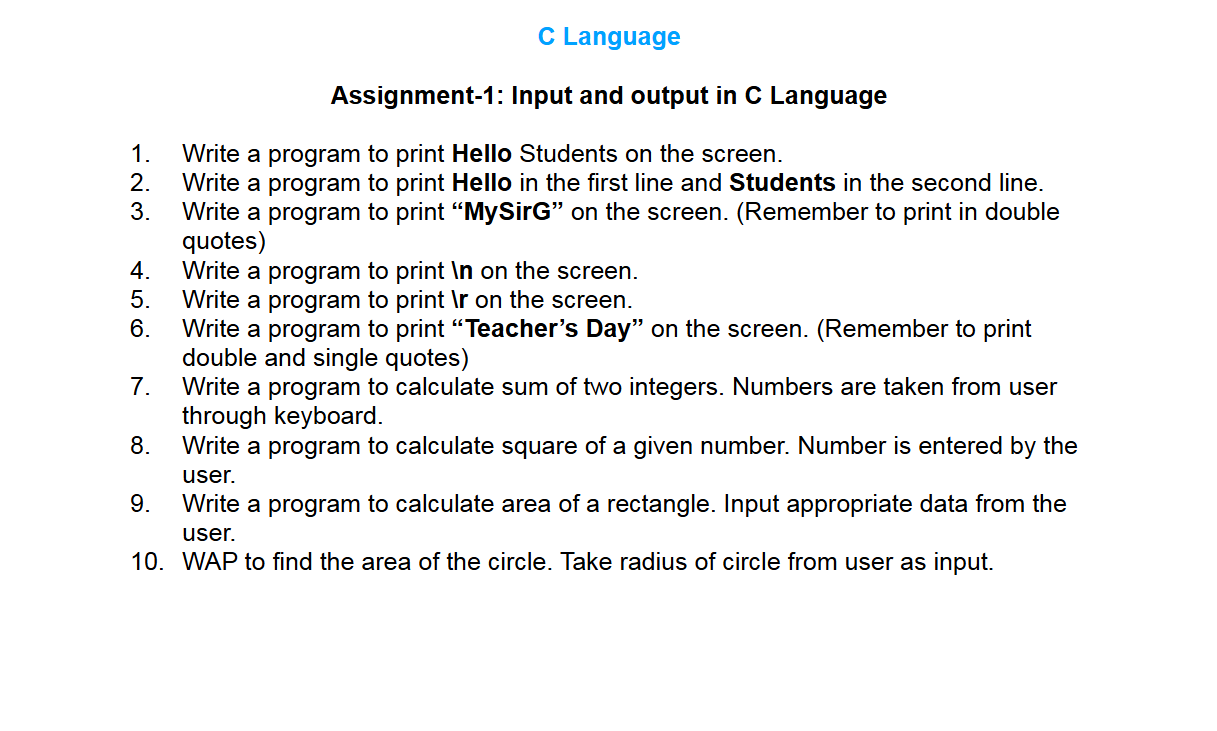 C Language
Assignment-1: Input and output in C Language
1. Write a program to print Hello Students on the screen.
2. Write a program to print Hello in the first line and Students in the second line.
3. Write a program to print “MySirG” on the screen. (Remember to print in double
quotes)
4. Write a program to print \n on the screen.
5. Write a program to print \r on the screen.
6. Write a program to print “Teacher’s Day” on the screen. (Remember to print
double and single quotes)
7. Write a program to calculate sum of two integers. Numbers are taken from user
through keyboard.
8. Write a program to calculate square of a given number. Number is entered by the
user.
9. Write a program to calculate area of a rectangle. Input appropriate data from the
user.
10. WAP to find the area of the circle. Take radius of circle from user as input.